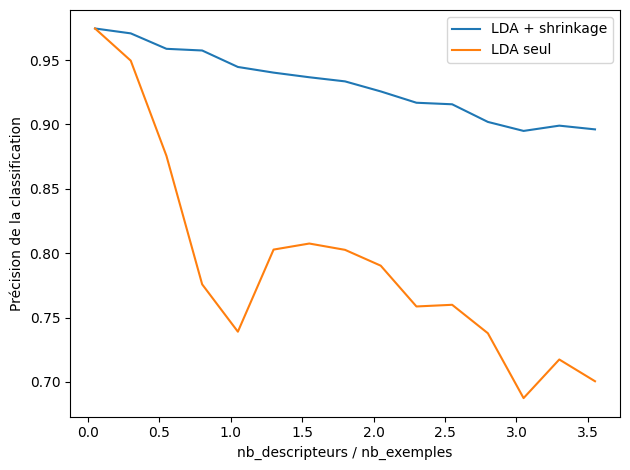 LDA + shrinkage
LDA seul
Précision de la classification
0.95
0.90
0.85
0.80
0.75
0.70
0.0 0.5 1.0 1.5 2.0 2.5 3.0 3.5
nb_descripteurs / nb_exemples